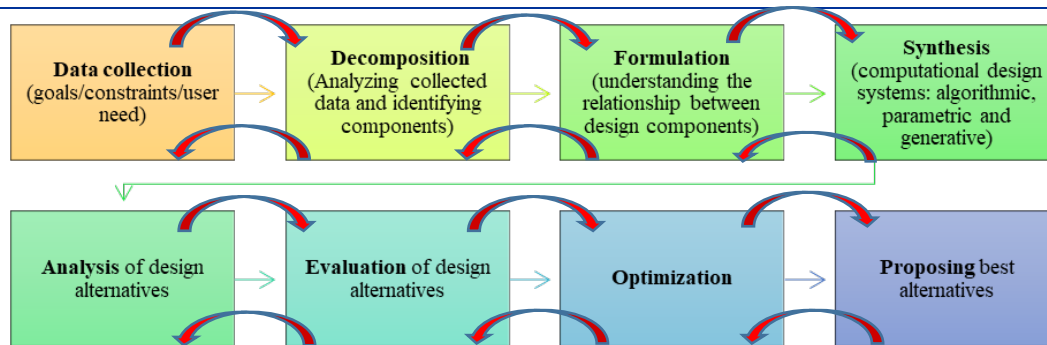 Data collection
(goals/constraints/user
need)
Decomposition
(Analyzing collected
data and identifying
components)
Formulation
(understanding the
relationship between
design components)
Synthesis
(computational design
systems: algorithmic,
parametric and
generative)
Analysis of design
alternatives
Evaluation of design
alternatives
Optimization
Proposing best
alternatives